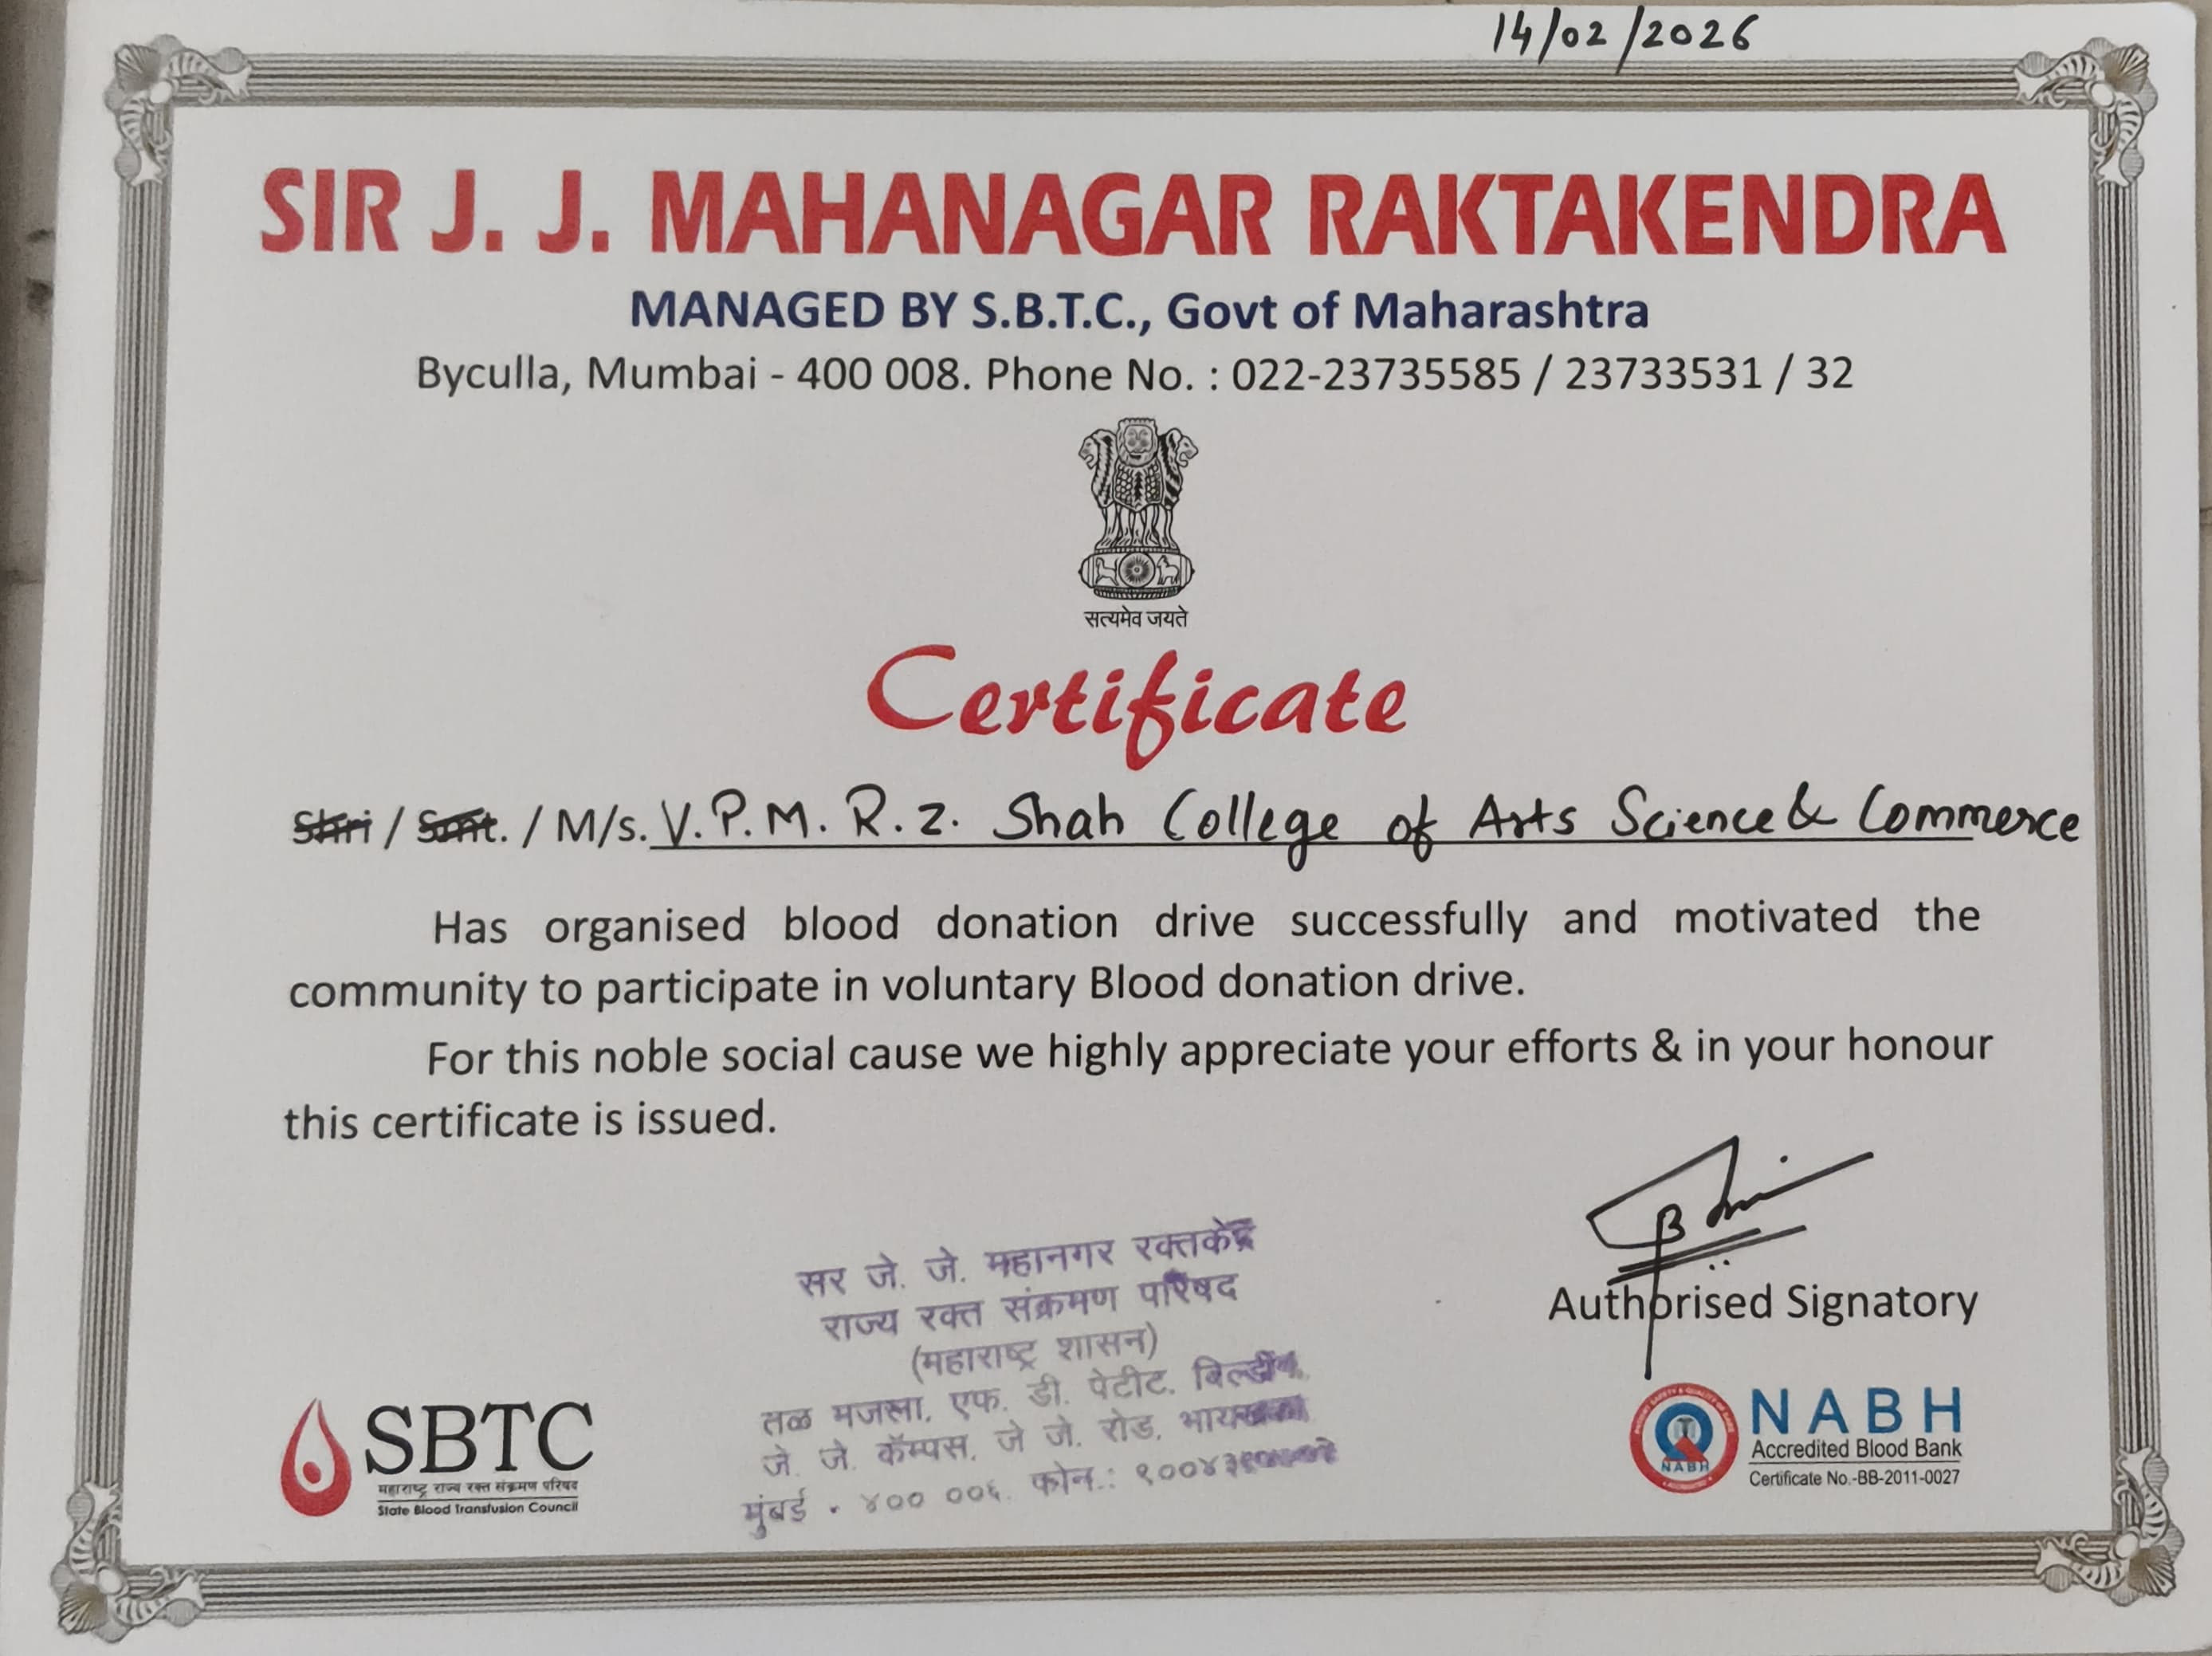 14/02/2026
SIR J. J. MAHANAGAR RAKTAKENDRA
MANAGED BY S.B.T.C., Govt of Maharashtra
Byculla, Mumbai - 400 008. Phone No. : 022-23735585 / 23733531 / 32
सत्यमेव जयते
Certificate
Shri / Smt. / M/s. V.P.M. R.Z. Shah College of Arts Science & Commerce
Has organised blood donation drive successfully and motivated the
community to participate in voluntary Blood donation drive.
For this noble social cause we highly appreciate your efforts & in your honour
this certificate is issued.
Authorised Signatory
सर जे. जे. महानगर रक्तकेंद्र
राज्य रक्त संक्रमण परिषद
(महाराष्ट्र शासन)
तळ मजला, एफ. डी. पेटीट,
जे. जे. कॅम्पस, जे जे. रोड,
मुंबई - ४०० ००८. फोन.:
SBTC
महाराष्ट्र राज्य रक्त संक्रमण परिषद
State Blood Transfusion Council
NABH
NABH
Accredited Blood Bank
Certificate No.-BB-2011-0027